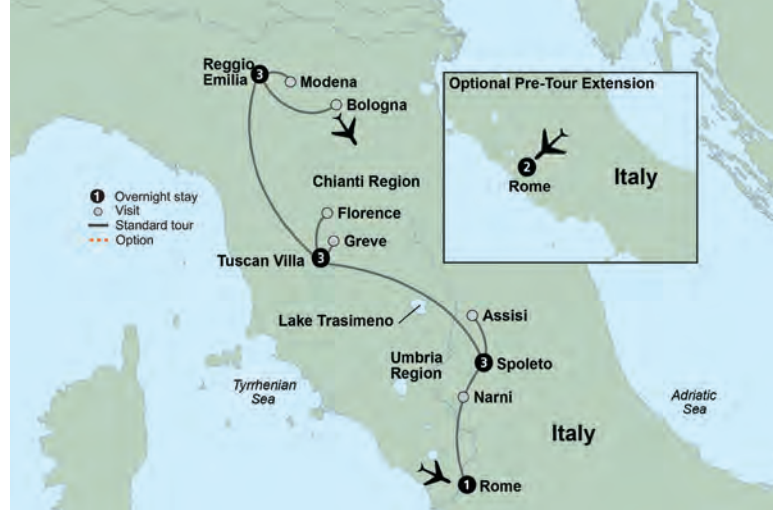 Reggio
Emilia
3
Modena
Bologna
Optional Pre-Tour Extension
2
Rome
Italy
Chianti Region
1 Overnight stay
Visit
Standard tour
Option
Florence
Greve
Tuscan Villa
3
Lake Trasimeno
Assisi
Umbria
Region
3
Spoleto
Tyrrhenian
Sea
Narni
Adriatic
Sea
Italy
1
Rome